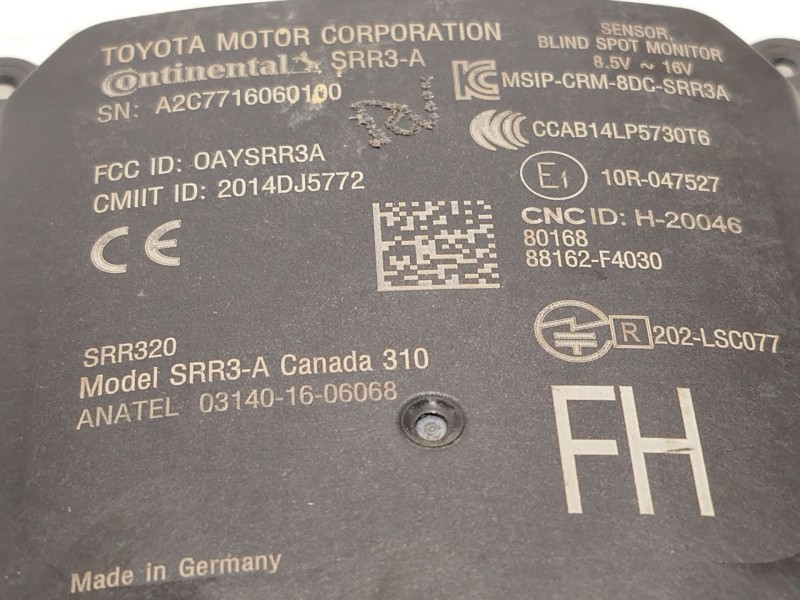 TOYOTA MOTOR CORPORATION
Continental SRR3-A
SN: A2C7716060100
SENSOR,
BLIND SPOT MONITOR
8.5V ~ 16V
MSIP-CRM-8DC-SRR3A
CCAB14LP5730T6
FCC ID: OAYSRR3A
CMIIT ID: 2014DJ5772
E1 10R-047527
CNC ID: H-20046
80168
88162-F4030
CE
R 202-LSC077
SRR320
Model SRR3-A Canada 310
ANATEL 03140-16-06068
FH
Made in Germany